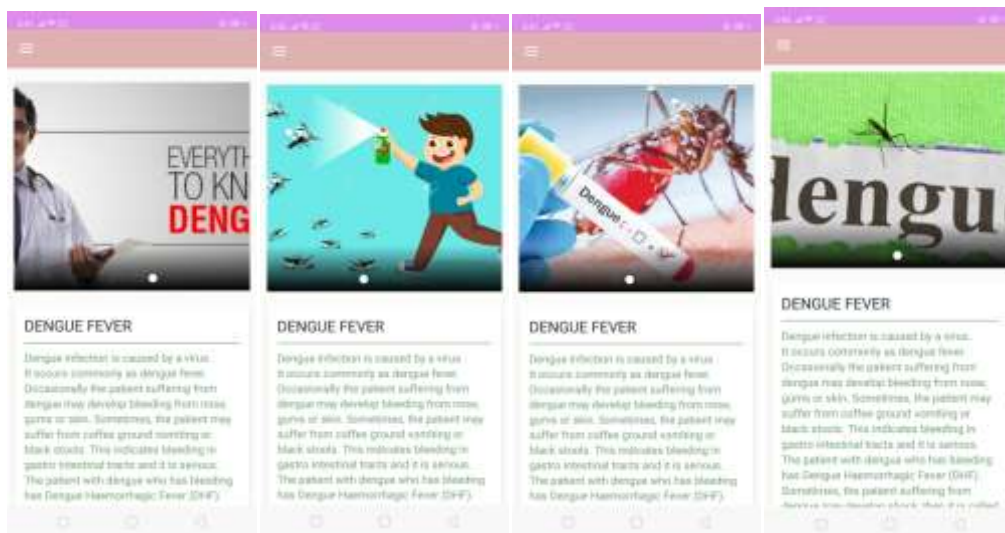 EVERYTH
TO KN
DENG
DENGUE FEVER
Dengue infection is caused by a virus.
It occurs commonly as dengue fever.
Occasionally the patient suffering from
dengue may develop bleeding from nose,
gums or skin. Sometimes, the patient may
suffer from coffee ground vomiting or
black stools. This indicates bleeding in
gastro intestinal tracts and it is serious.
The patient with dengue who has bleeding
has Dengue Haemorrhagic Fever (DHF).
DENGUE FEVER
Dengue infection is caused by a virus.
It occurs commonly as dengue fever.
Occasionally the patient suffering from
dengue may develop bleeding from nose,
gums or skin. Sometimes, the patient may
suffer from coffee ground vomiting or
black stools. This indicates bleeding in
gastro intestinal tracts and it is serious.
The patient with dengue who has bleeding
has Dengue Haemorrhagic Fever (DHF).
Dengue
DENGUE FEVER
Dengue infection is caused by a virus.
It occurs commonly as dengue fever.
Occasionally the patient suffering from
dengue may develop bleeding from nose,
gums or skin. Sometimes, the patient may
suffer from coffee ground vomiting or
black stools. This indicates bleeding in
gastro intestinal tracts and it is serious.
The patient with dengue who has bleeding
has Dengue Haemorrhagic Fever (DHF).
dengu
DENGUE FEVER
Dengue infection is caused by a virus.
It occurs commonly as dengue fever.
Occasionally the patient suffering from
dengue may develop bleeding from nose,
gums or skin. Sometimes, the patient may
suffer from coffee ground vomiting or
black stools. This indicates bleeding in
gastro intestinal tracts and it is serious.
The patient with dengue who has bleeding
has Dengue Haemorrhagic Fever (DHF).
Sometimes, the patient suffering from
dengue may develop shock, then it is called